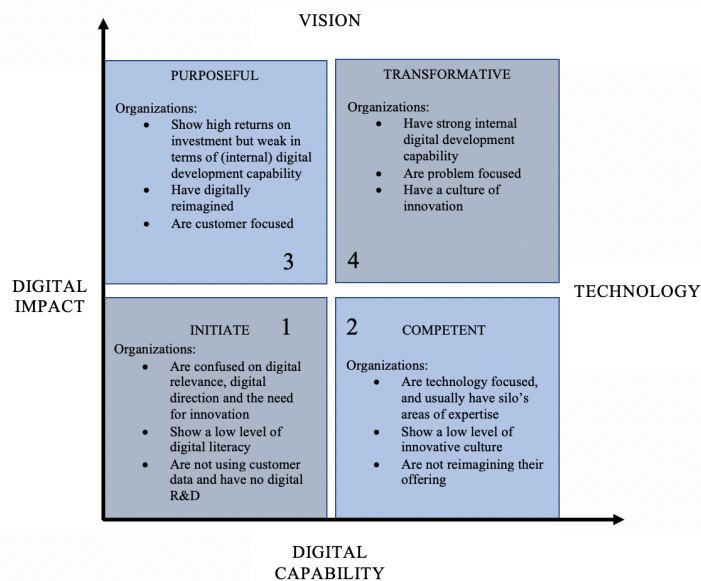 VISION
PURPOSEFUL
Organizations:
• Show high returns on
investment but weak in
terms of (internal) digital
development capability
• Have digitally
reimagined
• Are customer focused
3
TRANSFORMATIVE
Organizations:
• Have strong internal
digital development
capability
• Are problem focused
• Have a culture of
innovation
4
DIGITAL
IMPACT
TECHNOLOGY
INITIATE 1
Organizations:
• Are confused on digital
relevance, digital
direction and the need
for innovation
• Show a low level of
digital literacy
• Are not using customer
data and have no digital
R&D
2 COMPETENT
Organizations:
• Are technology focused,
and usually have silo’s
areas of expertise
• Show a low level of
innovative culture
• Are not reimagining their
offering
DIGITAL
CAPABILITY